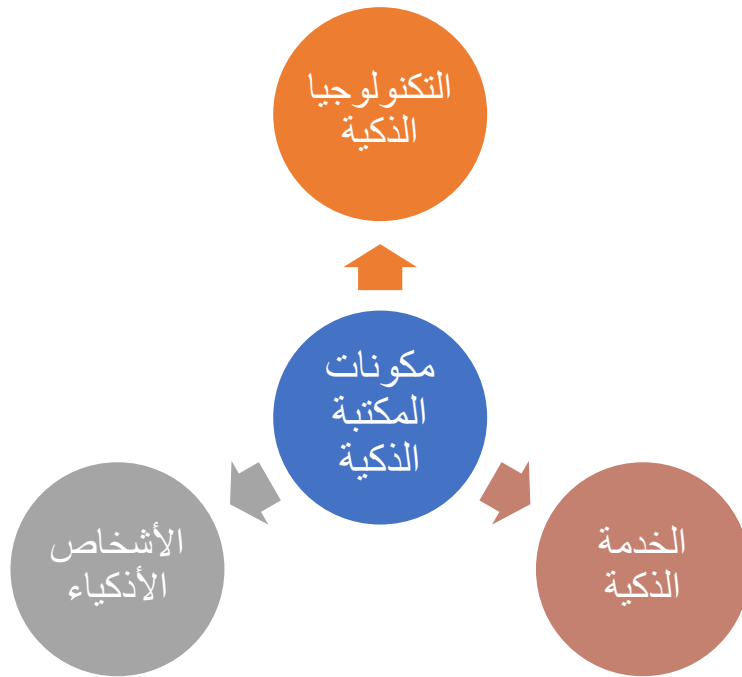 التكنولوجيا
الذكية
مكونات
المكتبة
الذكية
الخدمة
الذكية
الأشخاص
الأذكياء